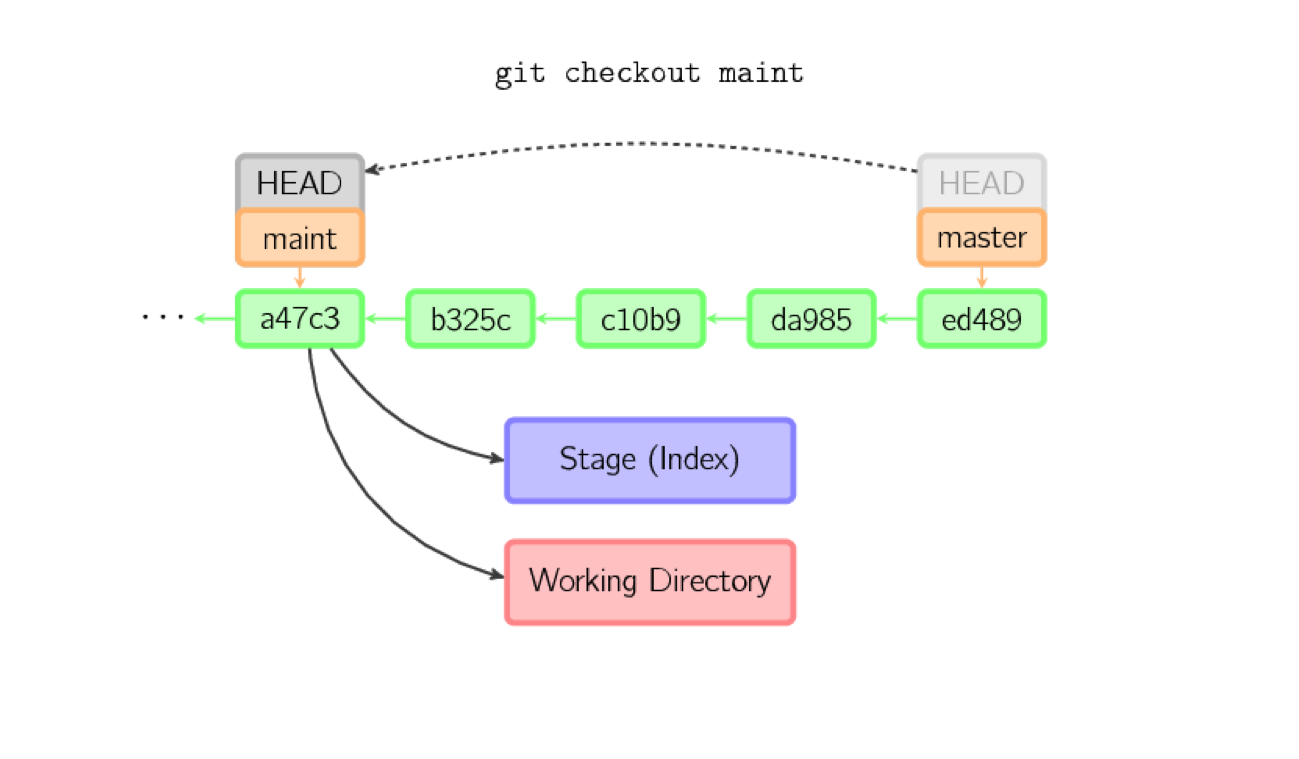 git checkout maint
HEAD
HEAD
maint
master
...
a47c3
b325c
c10b9
da985
ed489
Stage (Index)
Working Directory